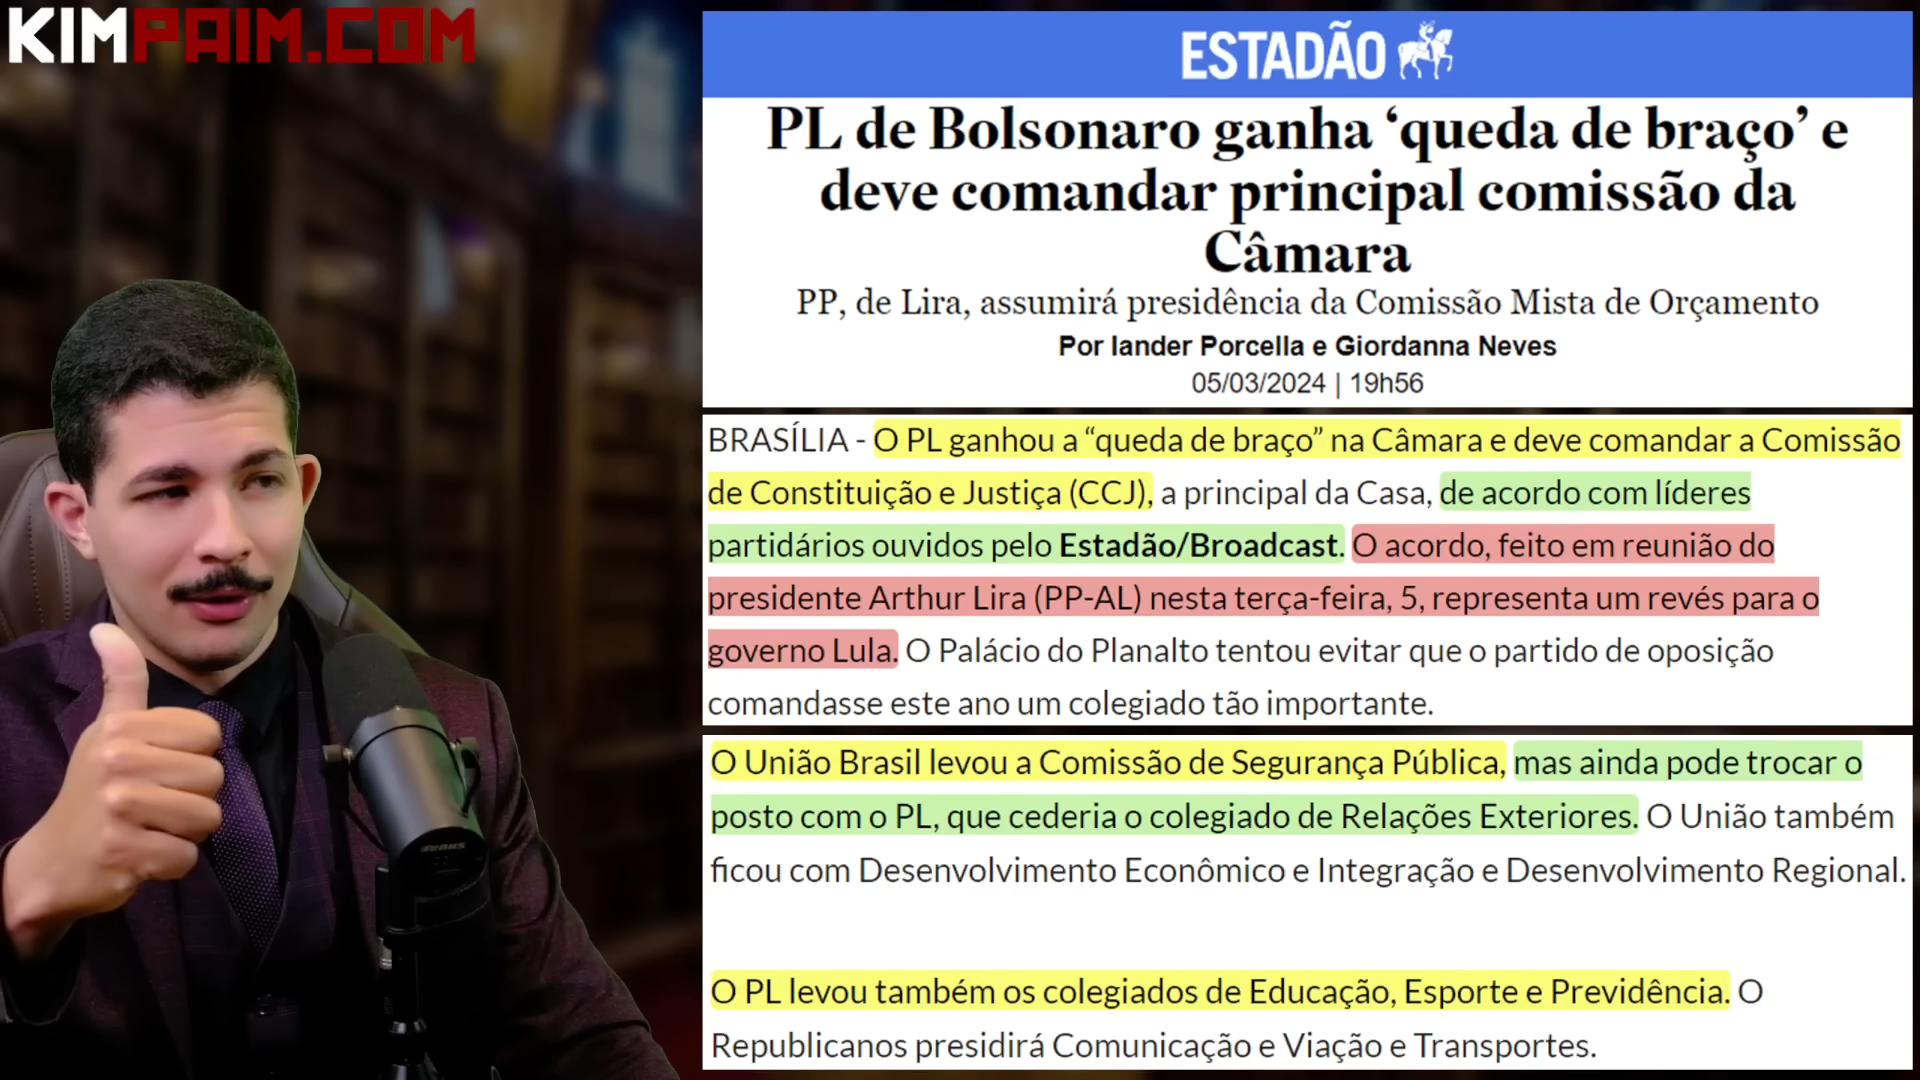 KIMPAIM.COM
ESTADÃO
PL de Bolsonaro ganha ‘queda de braço’ e
deve comandar principal comissão da
Câmara
PP, de Lira, assumirá presidência da Comissão Mista de Orçamento
Por Iander Porcella e Giordanna Neves
05/03/2024 | 19h56
BRASÍLIA - O PL ganhou a “queda de braço” na Câmara e deve comandar a Comissão
de Constituição e Justiça (CCJ), a principal da Casa, de acordo com líderes
partidários ouvidos pelo Estadão/Broadcast. O acordo, feito em reunião do
presidente Arthur Lira (PP-AL) nesta terça-feira, 5, representa um revés para o
governo Lula. O Palácio do Planalto tentou evitar que o partido de oposição
comandasse este ano um colegiado tão importante.
O União Brasil levou a Comissão de Segurança Pública, mas ainda pode trocar o
posto com o PL, que cederia o colegiado de Relações Exteriores. O União também
ficou com Desenvolvimento Econômico e Integração e Desenvolvimento Regional.
O PL levou também os colegiados de Educação, Esporte e Previdência. O
Republicanos presidirá Comunicação e Viação e Transportes.